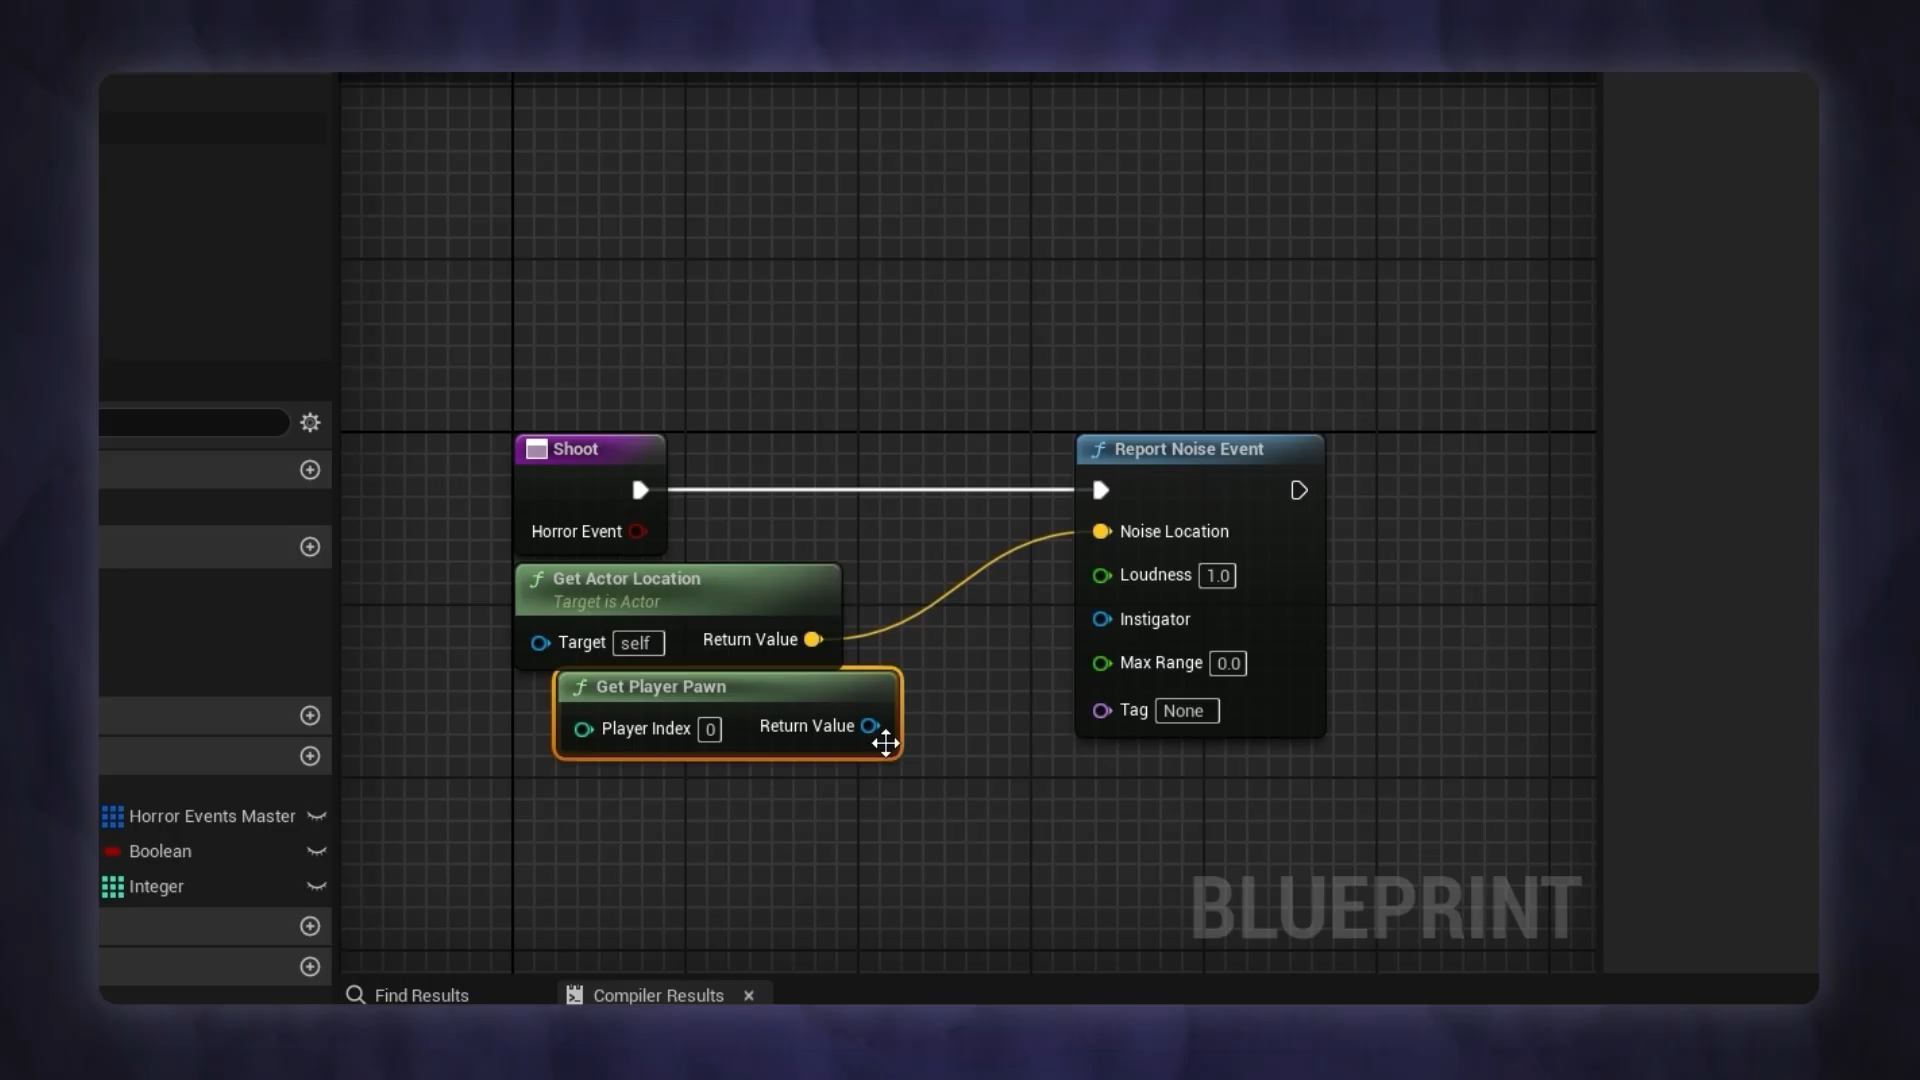 Shoot
Horror Event
Report Noise Event
Noise Location
Loudness 1.0
Instigator
Max Range 0.0
Tag None
Get Actor Location
Target is Actor
Target self Return Value
Get Player Pawn
Player Index 0 Return Value
Horror Events Master
Boolean
Integer
BLUEPRINT
Find Results
Compiler Results